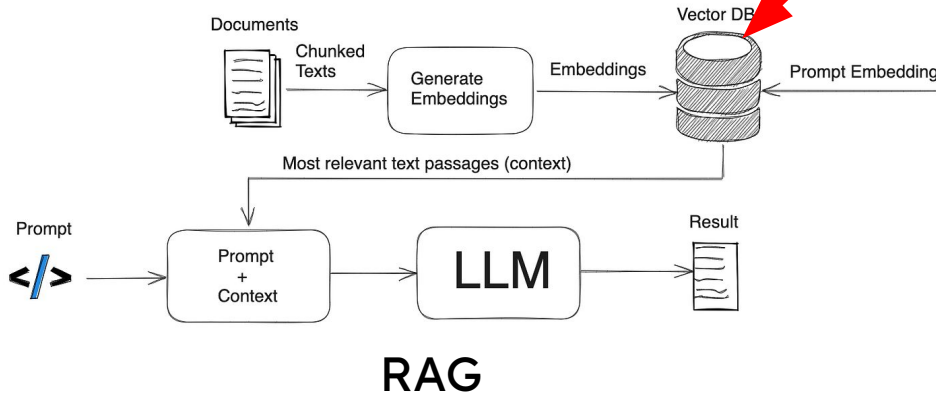 Documents
Vector DB
Chunked
Texts
Generate
Embeddings
Embeddings
Prompt Embedding
Most relevant text passages (context)
Prompt
</>
Prompt
+
Context
LLM
Result
RAG